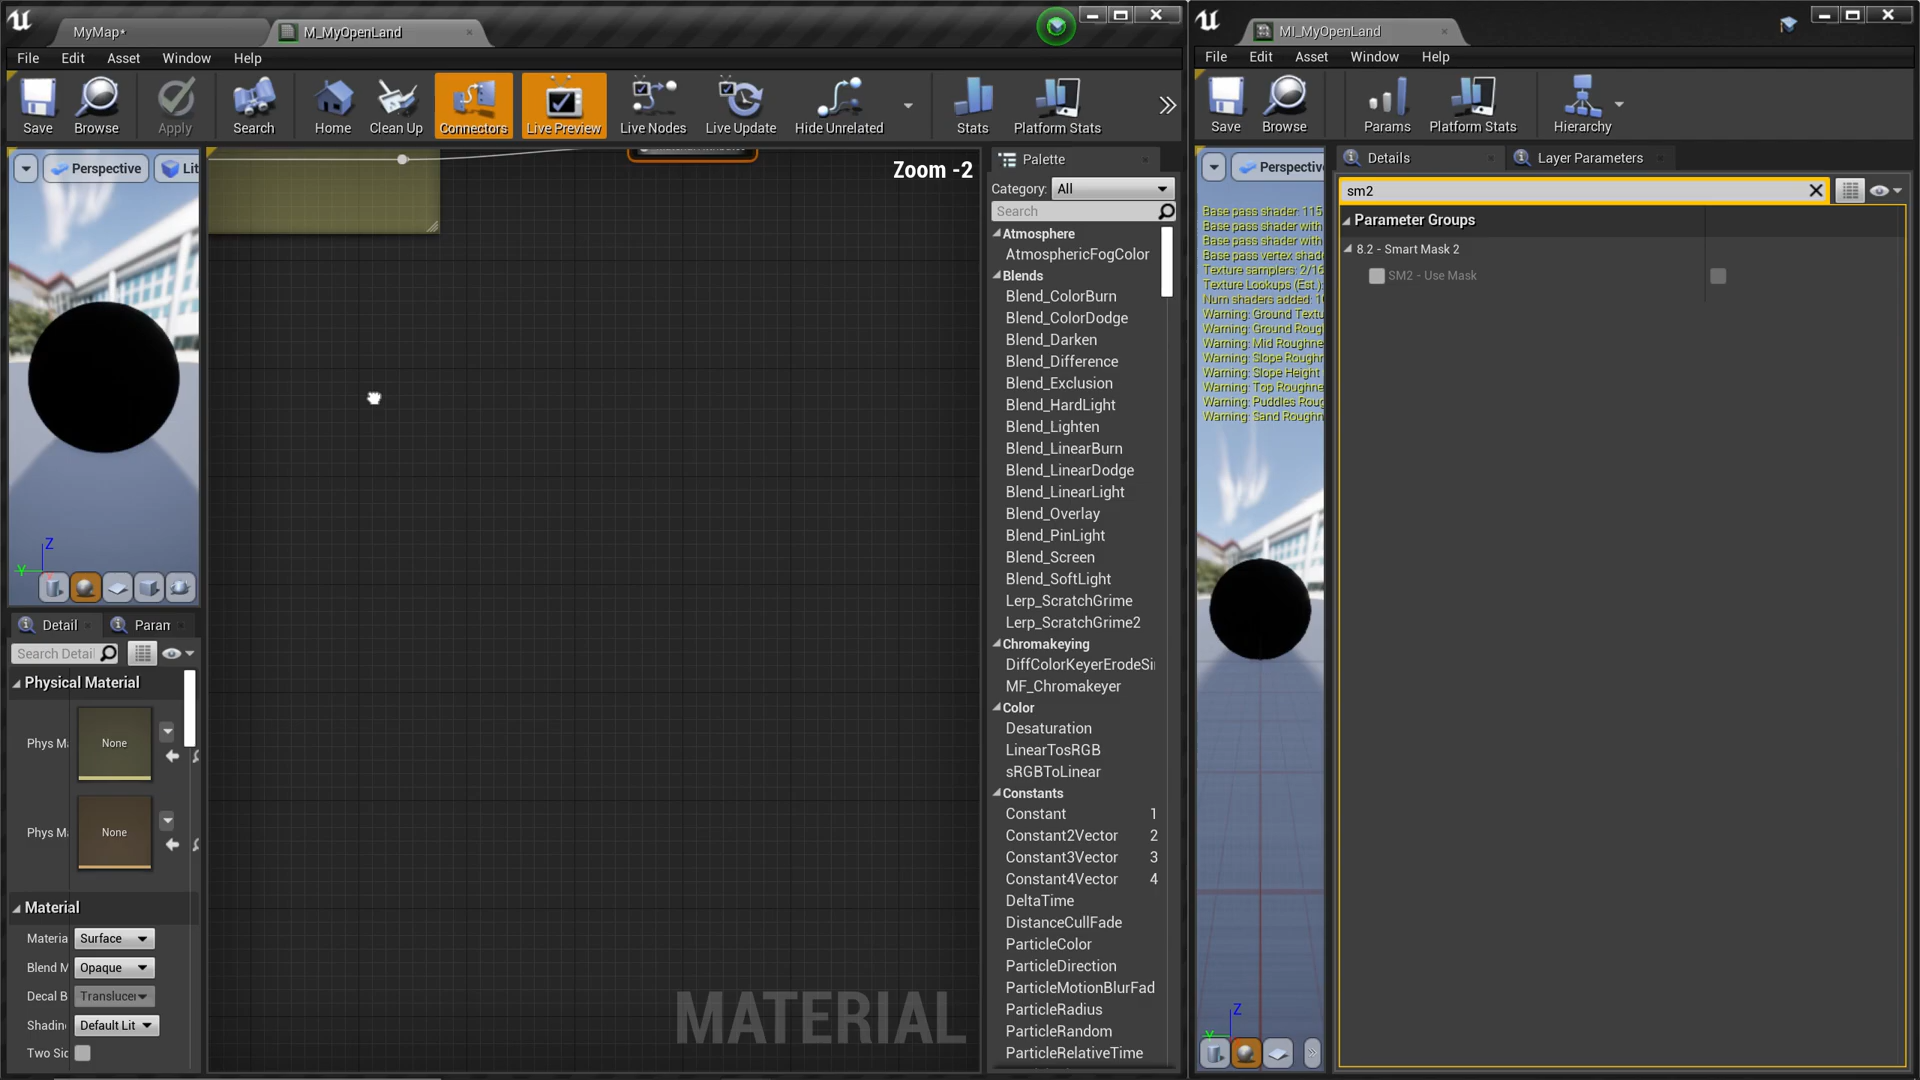 MyMap*
M_MyOpenLand
File Edit Asset Window Help
Save
Browse
Apply
Search
Home
Clean Up
Connectors
Live Preview
Live Nodes
Live Update
Hide Unrelated
Stats
Platform Stats
Perspective
Lit
Zoom -2
Z
Y
Detail
Param
Search Detail
Physical Material
Phys M
None
Phys M
None
Material
Materia
Surface
Blend M
Opaque
Decal B
Translucen
Shadin
Default Lit
Two Sid
MATERIAL
Palette
Category: All
Search
Atmosphere
AtmosphericFogColor
Blends
Blend_ColorBurn
Blend_ColorDodge
Blend_Darken
Blend_Difference
Blend_Exclusion
Blend_HardLight
Blend_Lighten
Blend_LinearBurn
Blend_LinearDodge
Blend_LinearLight
Blend_Overlay
Blend_PinLight
Blend_Screen
Blend_SoftLight
Lerp_ScratchGrime
Lerp_ScratchGrime2
Chromakeying
DiffColorKeyerErodeSi
MF_Chromakeyer
Color
Desaturation
LinearTosRGB
sRGBToLinear
Constants
Constant 1
Constant2Vector 2
Constant3Vector 3
Constant4Vector 4
DeltaTime
DistanceCullFade
ParticleColor
ParticleDirection
ParticleMotionBlurFad
ParticleRadius
ParticleRandom
ParticleRelativeTime
MI_MyOpenLand
File Edit Asset Window Help
Save
Browse
Params
Platform Stats
Hierarchy
Perspective
Base pass shader: 115
Base pass shader with
Base pass shader with
Base pass vertex shad
Texture samplers: 2/16
Texture Lookups (Est.):
Num shaders added: 1
Warning: Ground Textu
Warning: Ground Roug
Warning: Mid Roughne
Warning: Slope Roughn
Warning: Slope Height
Warning: Top Roughne
Warning: Puddles Roug
Warning: Sand Roughn
Z
Details
Layer Parameters
sm2
Parameter Groups
8.2 - Smart Mask 2
SM2 - Use Mask